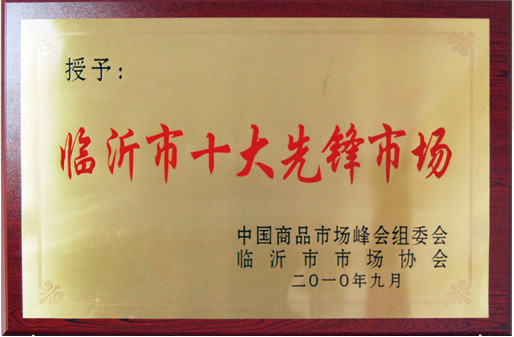 授予：
临沂市十大先锋市场
中国商品市场峰会组委会
临沂市市场协会
二〇一〇年九月